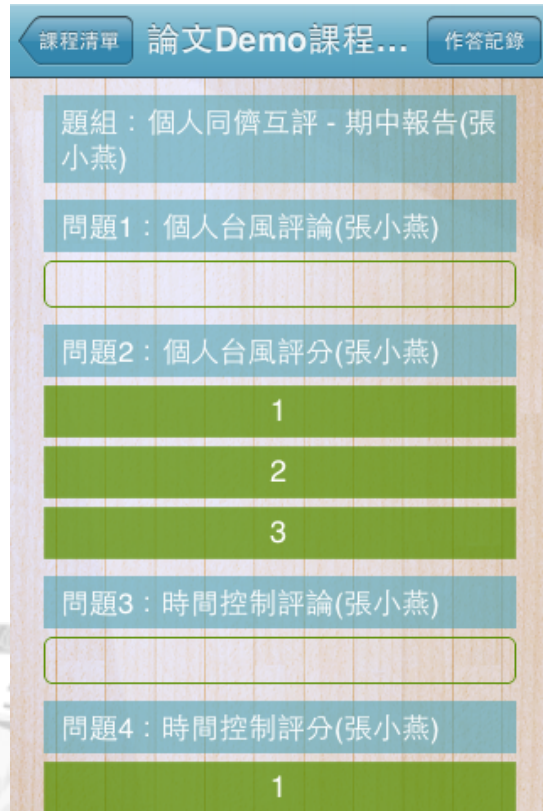 課程清單 論文Demo課程... 作答記錄
題組：個人同儕互評 - 期中報告(張
小燕)
問題1：個人台風評論(張小燕)
問題2：個人台風評分(張小燕)
1
2
3
問題3：時間控制評論(張小燕)
問題4：時間控制評分(張小燕)
1